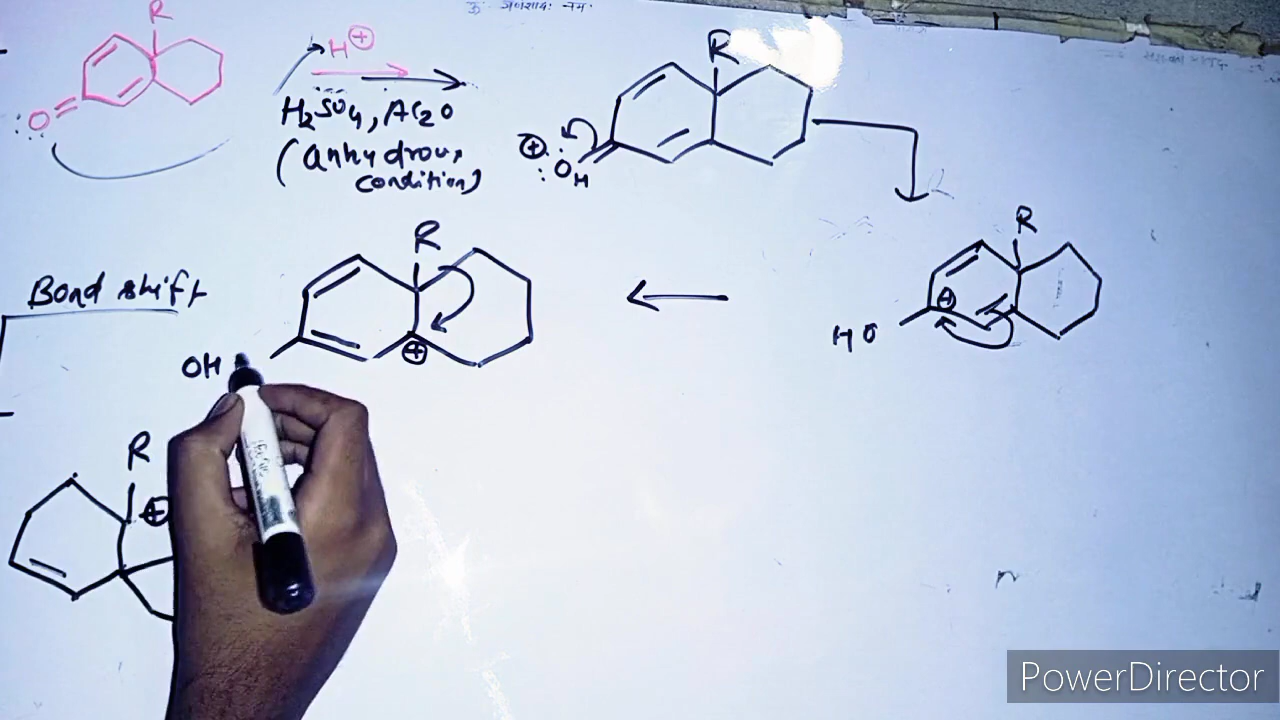 R
H⊕
O
H₂SO₄, Ac₂O
(anhydrous
condition)
R
⊕
OH
R
R
Bond shift
⊕
HO
OH
⊕
R
⊕
PowerDirector